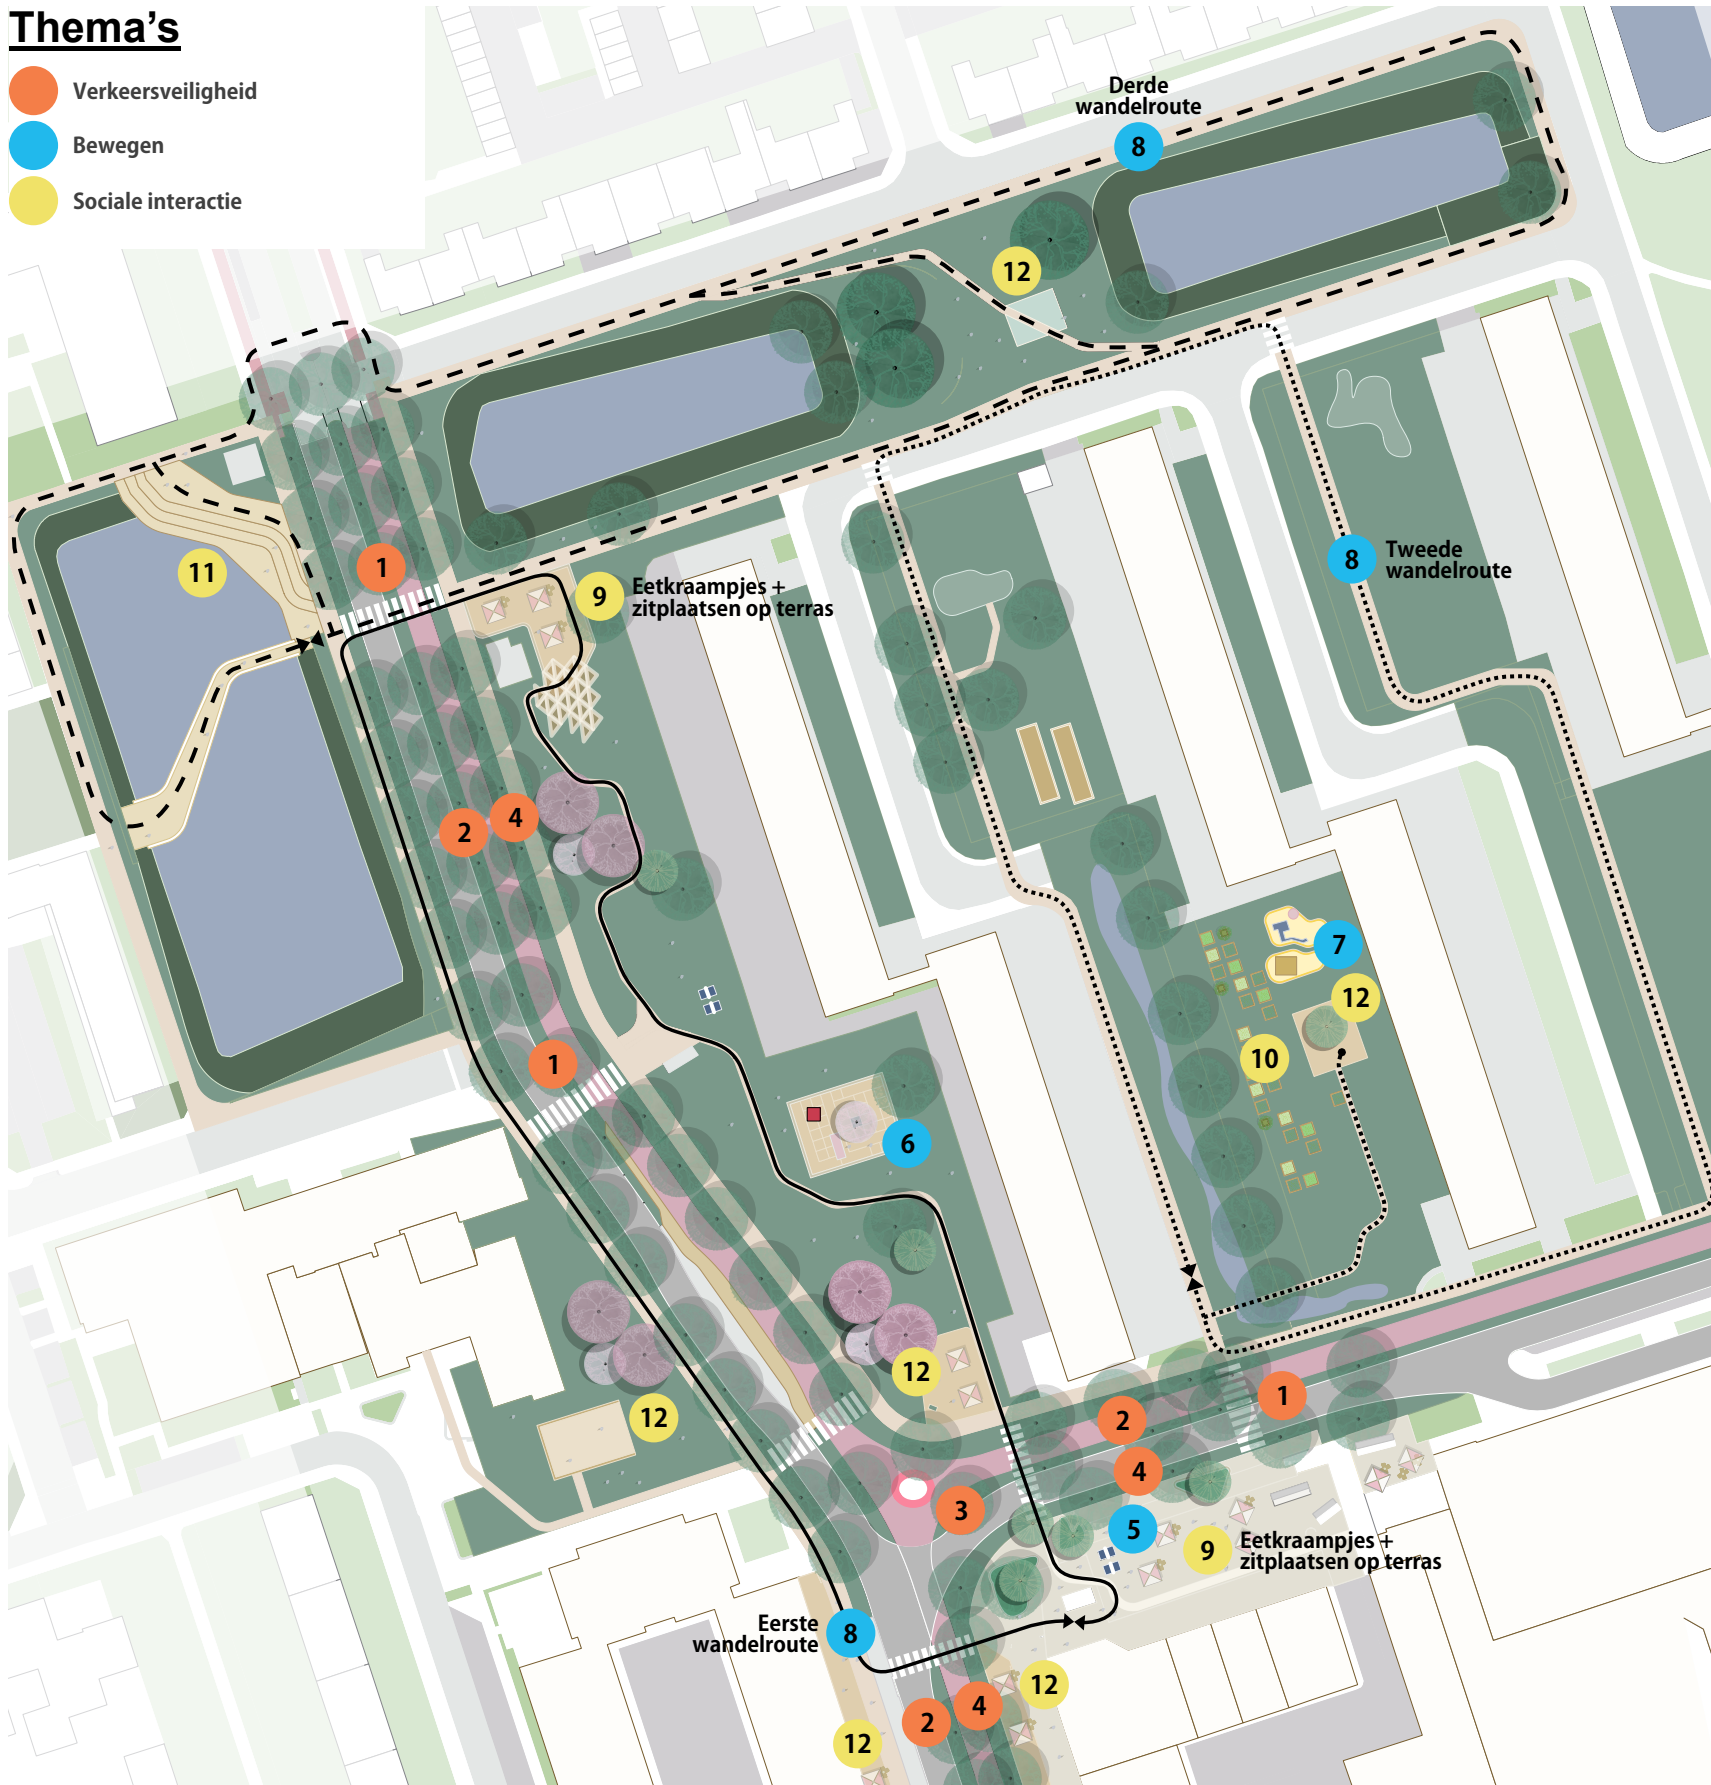 Thema's
Verkeersveiligheid
Bewegen
Sociale interactie
Derde
wandelroute
8
12
1
11
9
Eetkraampjes +
zitplaatsen op terras
8
Tweede
wandelroute
2
4
7
12
10
1
6
12
12
1
2
4
3
5
9
Eetkraampjes +
zitplaatsen op terras
Eerste
wandelroute
8
12
4
2
12